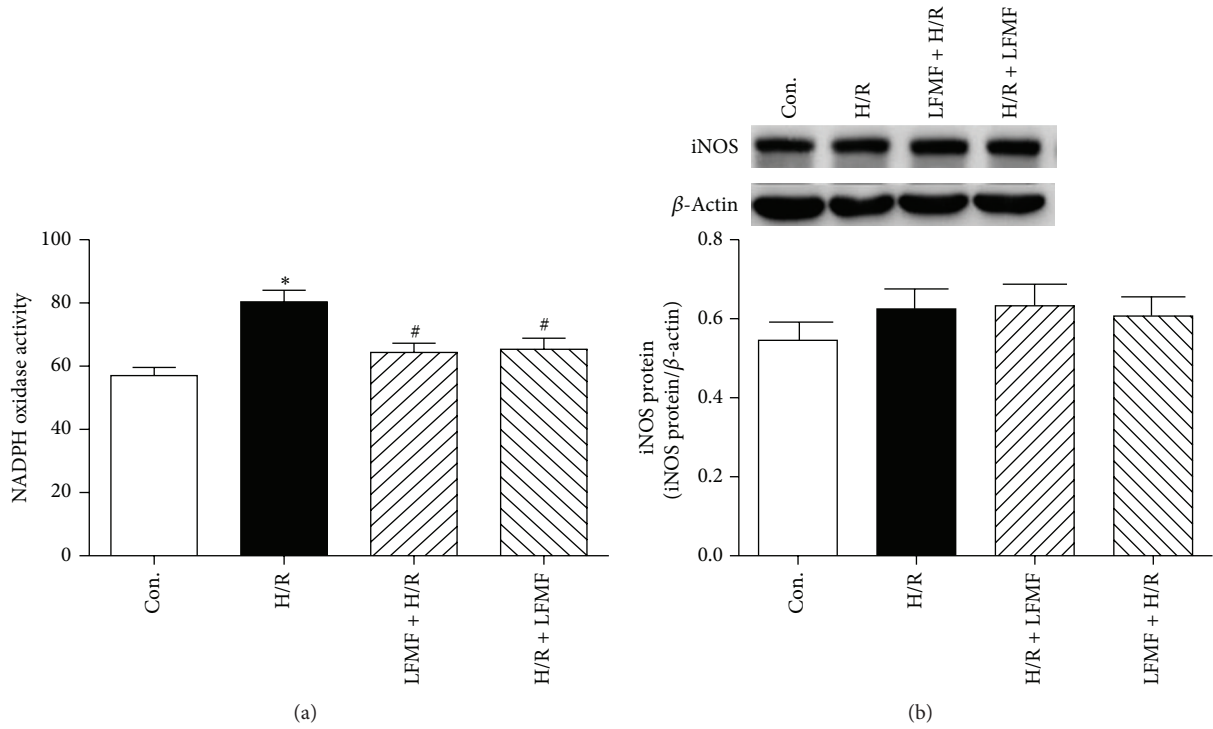 100
80
60
40
20
0
NADPH oxidase activity
*
#
#
Con.
H/R
LFMF + H/R
H/R + LFMF
(a)
Con.
H/R
LFMF + H/R
H/R + LFMF
iNOS
β-Actin
0.8
0.6
0.4
0.2
0.0
iNOS protein
(iNOS protein/β-actin)
Con.
H/R
H/R + LFMF
LFMF + H/R
(b)